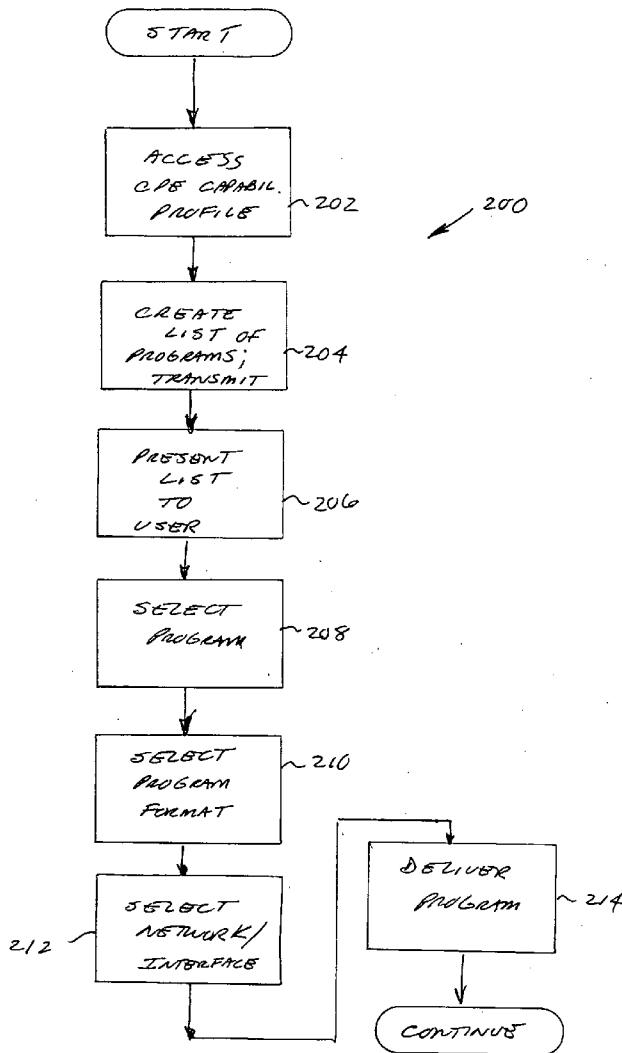 START
ACCESS
CPE CAPABIL.
PROFILE
202
200
CREATE
LIST OF
PROGRAMS;
TRANSMIT
204
PRESENT
LIST
TO
USER
206
SELECT
PROGRAM
208
SELECT
PROGRAM
FORMAT
210
SELECT
NETWORK/
INTERFACE
212
DELIVER
PROGRAM
214
CONTINUE